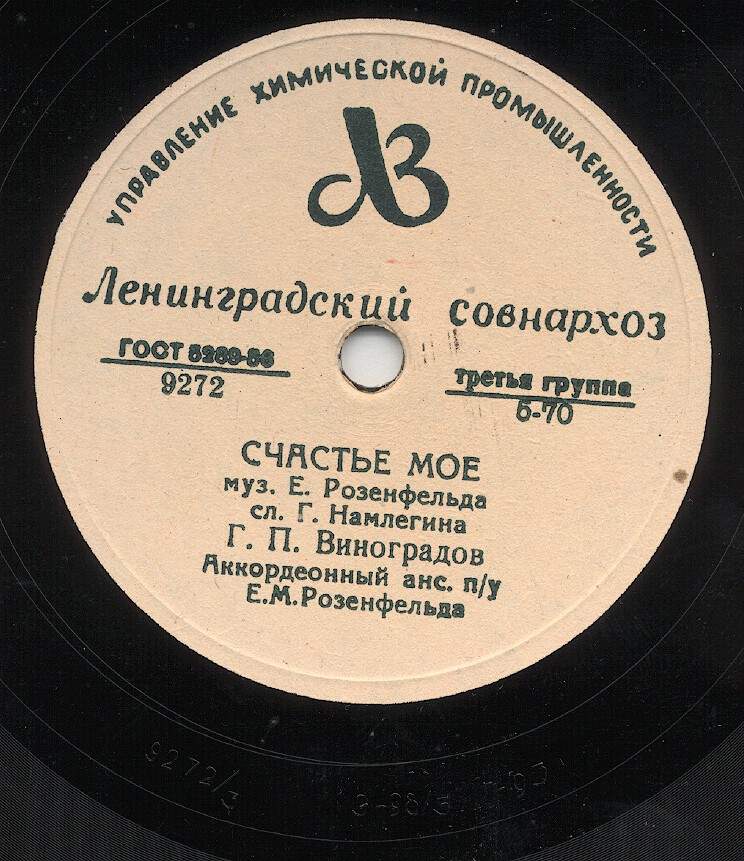 УПРАВЛЕНИЕ ХИМИЧЕСКОЙ ПРОМЫШЛЕННОСТИ
ЛЗ
Ленинградский совнархоз
ГОСТ 5289-56
9272
третья группа
б-70
СЧАСТЬЕ МОЕ
муз. Е. Розенфельда
сл. Г. Намлегина
Г. П. Виноградов
Аккордеонный анс. п/у
Е.М.Розенфельда
9272/3